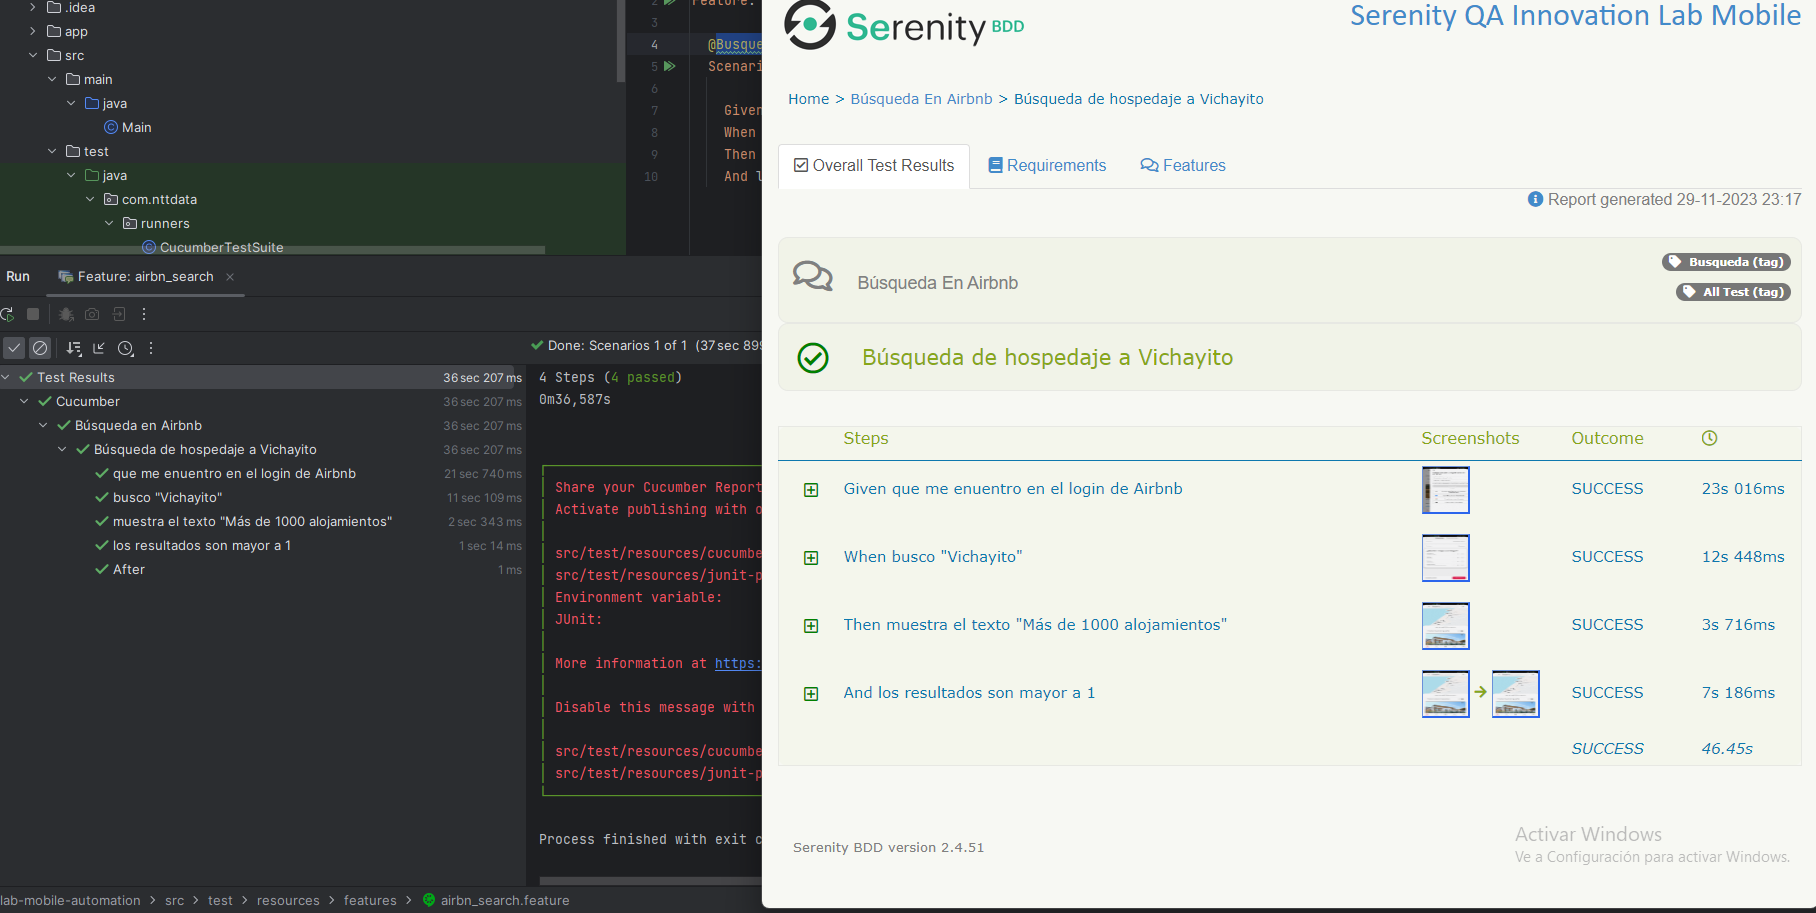 .idea
app
src
main
java
Main
test
java
com.nttdata
runners
CucumberTestSuite
2 Feature:
3
4 @Busque
5 Scenari
6
7 Given
8 When
9 Then
10 And l
Run Feature: airbn_search
Done: Scenarios 1 of 1 (37 sec 899
Test Results 36 sec 207 ms
Cucumber 36 sec 207 ms
Búsqueda en Airbnb 36 sec 207 ms
Búsqueda de hospedaje a Vichayito 36 sec 207 ms
que me enuentro en el login de Airbnb 21 sec 740 ms
busco "Vichayito" 11 sec 109 ms
muestra el texto "Más de 1000 alojamientos" 2 sec 343 ms
los resultados son mayor a 1 1 sec 14 ms
After 1 ms
4 Steps (4 passed)
0m36,587s
Share your Cucumber Report
Activate publishing with o
src/test/resources/cucumbe
src/test/resources/junit-p
Environment variable:
JUnit:
More information at https:
Disable this message with
src/test/resources/cucumbe
src/test/resources/junit-p
Process finished with exit c
lab-mobile-automation > src > test > resources > features > airbn_search.feature
Serenity BDD
Serenity QA Innovation Lab Mobile
Home > Búsqueda En Airbnb > Búsqueda de hospedaje a Vichayito
Overall Test Results Requirements Features
Report generated 29-11-2023 23:17
Búsqueda En Airbnb
Busqueda (tag)
All Test (tag)
Búsqueda de hospedaje a Vichayito
Steps Screenshots Outcome
Given que me enuentro en el login de Airbnb SUCCESS 23s 016ms
When busco "Vichayito" SUCCESS 12s 448ms
Then muestra el texto "Más de 1000 alojamientos" SUCCESS 3s 716ms
And los resultados son mayor a 1 SUCCESS 7s 186ms
SUCCESS 46.45s
Serenity BDD version 2.4.51
Activar Windows
Ve a Configuración para activar Windows.